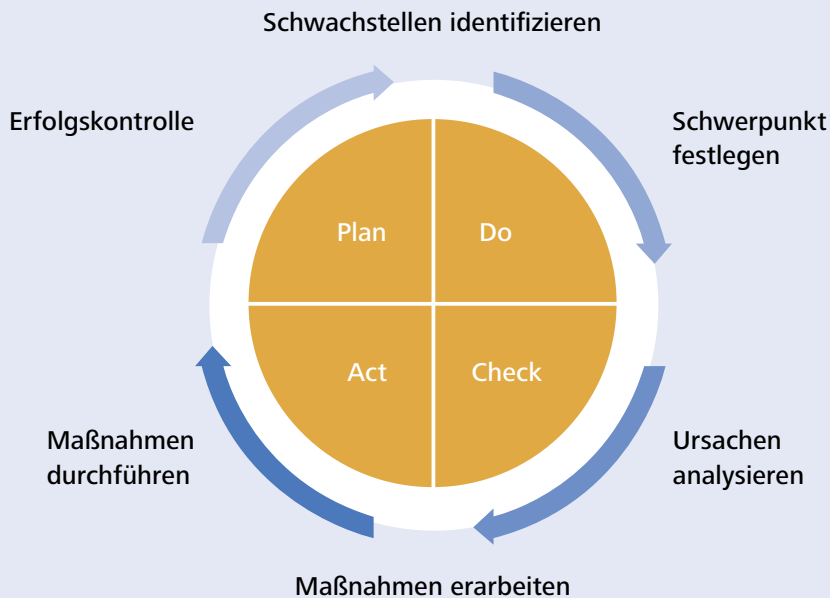 Schwachstellen identifizieren
Erfolgskontrolle
Schwerpunkt
festlegen
Plan
Do
Act
Check
Maßnahmen
durchführen
Ursachen
analysieren
Maßnahmen erarbeiten